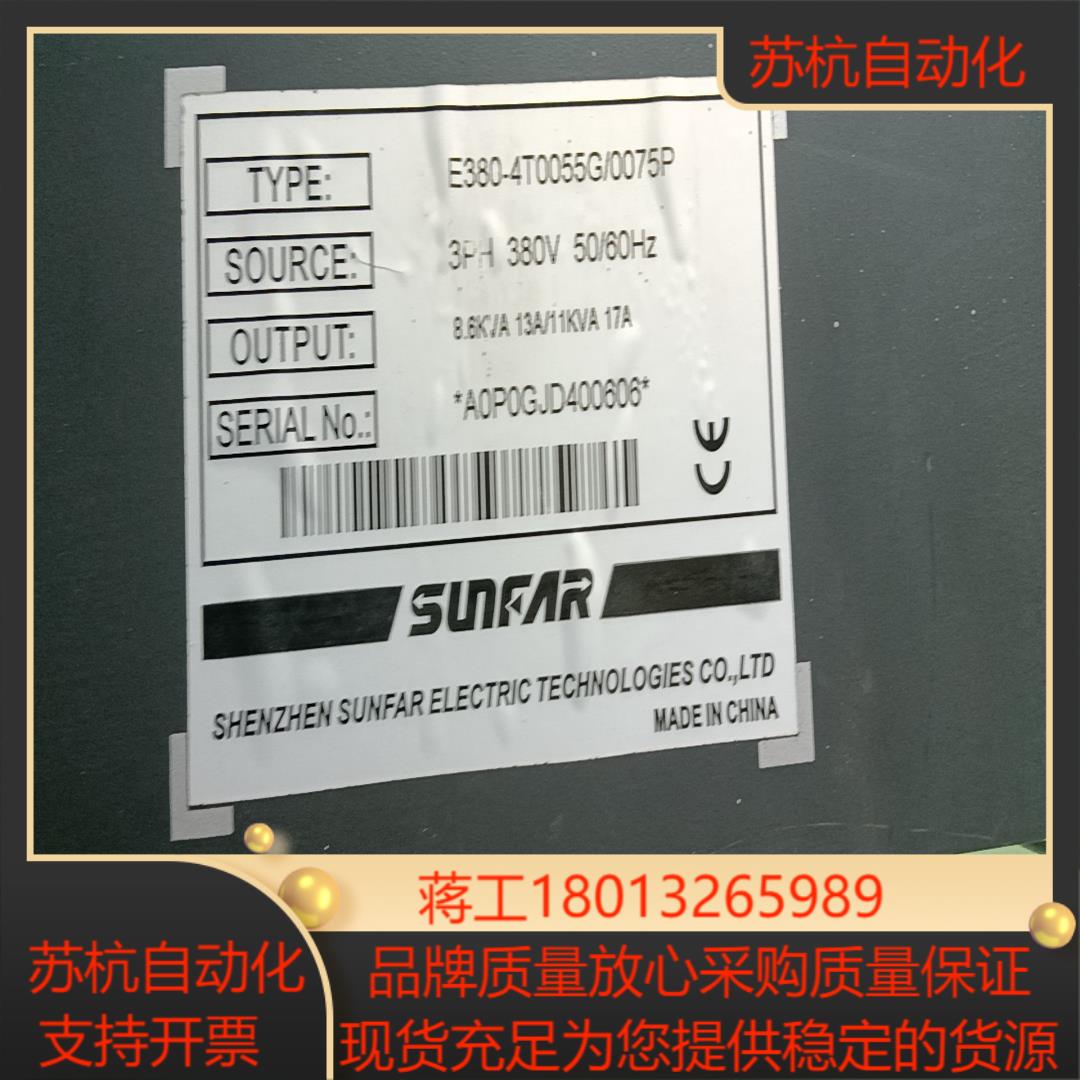 苏杭自动化
TYPE: E380-4T0055G/0075P
SOURCE: 3PH 380V 50/60Hz
OUTPUT: 8.6KVA 13A/11KVA 17A
SERIAL No.: *A0P0GJD400606*
CE
SUNFAR
SHENZHEN SUNFAR ELECTRIC TECHNOLOGIES CO.,LTD
MADE IN CHINA
蒋工18013265989
苏杭自动化
支持开票
品牌质量放心采购质量保证
现货充足为您提供稳定的货源